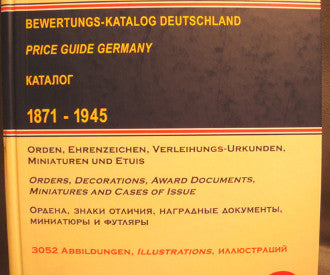 BEWERTUNGS-KATALOG DEUTSCHLAND
PRICE GUIDE GERMANY
КАТАЛОГ
1871 - 1945
ORDEN, EHRENZEICHEN, VERLEIHUNGS-URKUNDEN,
MINIATUREN UND ETUIS
ORDERS, DECORATIONS, AWARD DOCUMENTS,
MINIATURES AND CASES OF ISSUE
ОРДЕНА, ЗНАКИ ОТЛИЧИЯ, НАГРАДНЫЕ ДОКУМЕНТЫ,
МИНИАТЮРЫ И ФУТЛЯРЫ
3052 ABBILDUNGEN, ILLUSTRATIONS, ИЛЛЮСТРАЦИЙ